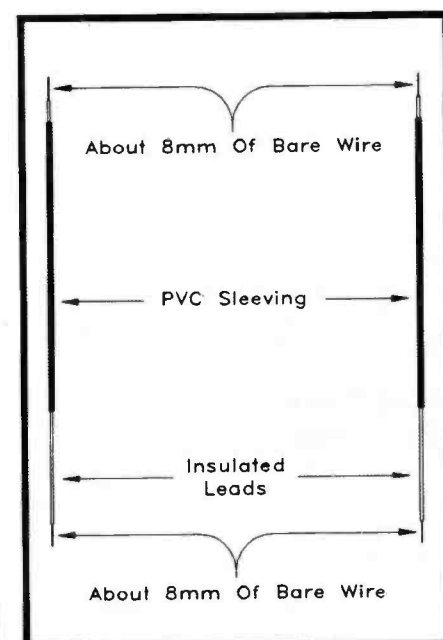 About 8mm Of Bare Wire
PVC Sleeving
Insulated
Leads
About 8mm Of Bare Wire